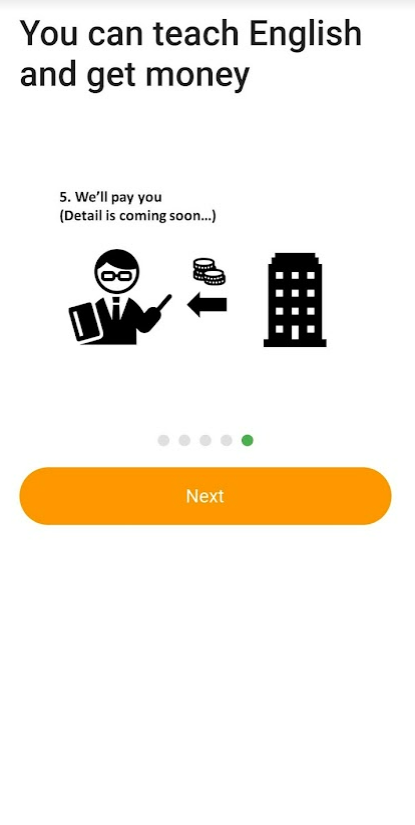 You can teach English
and get money
5. We'll pay you
(Detail is coming soon...)
Next